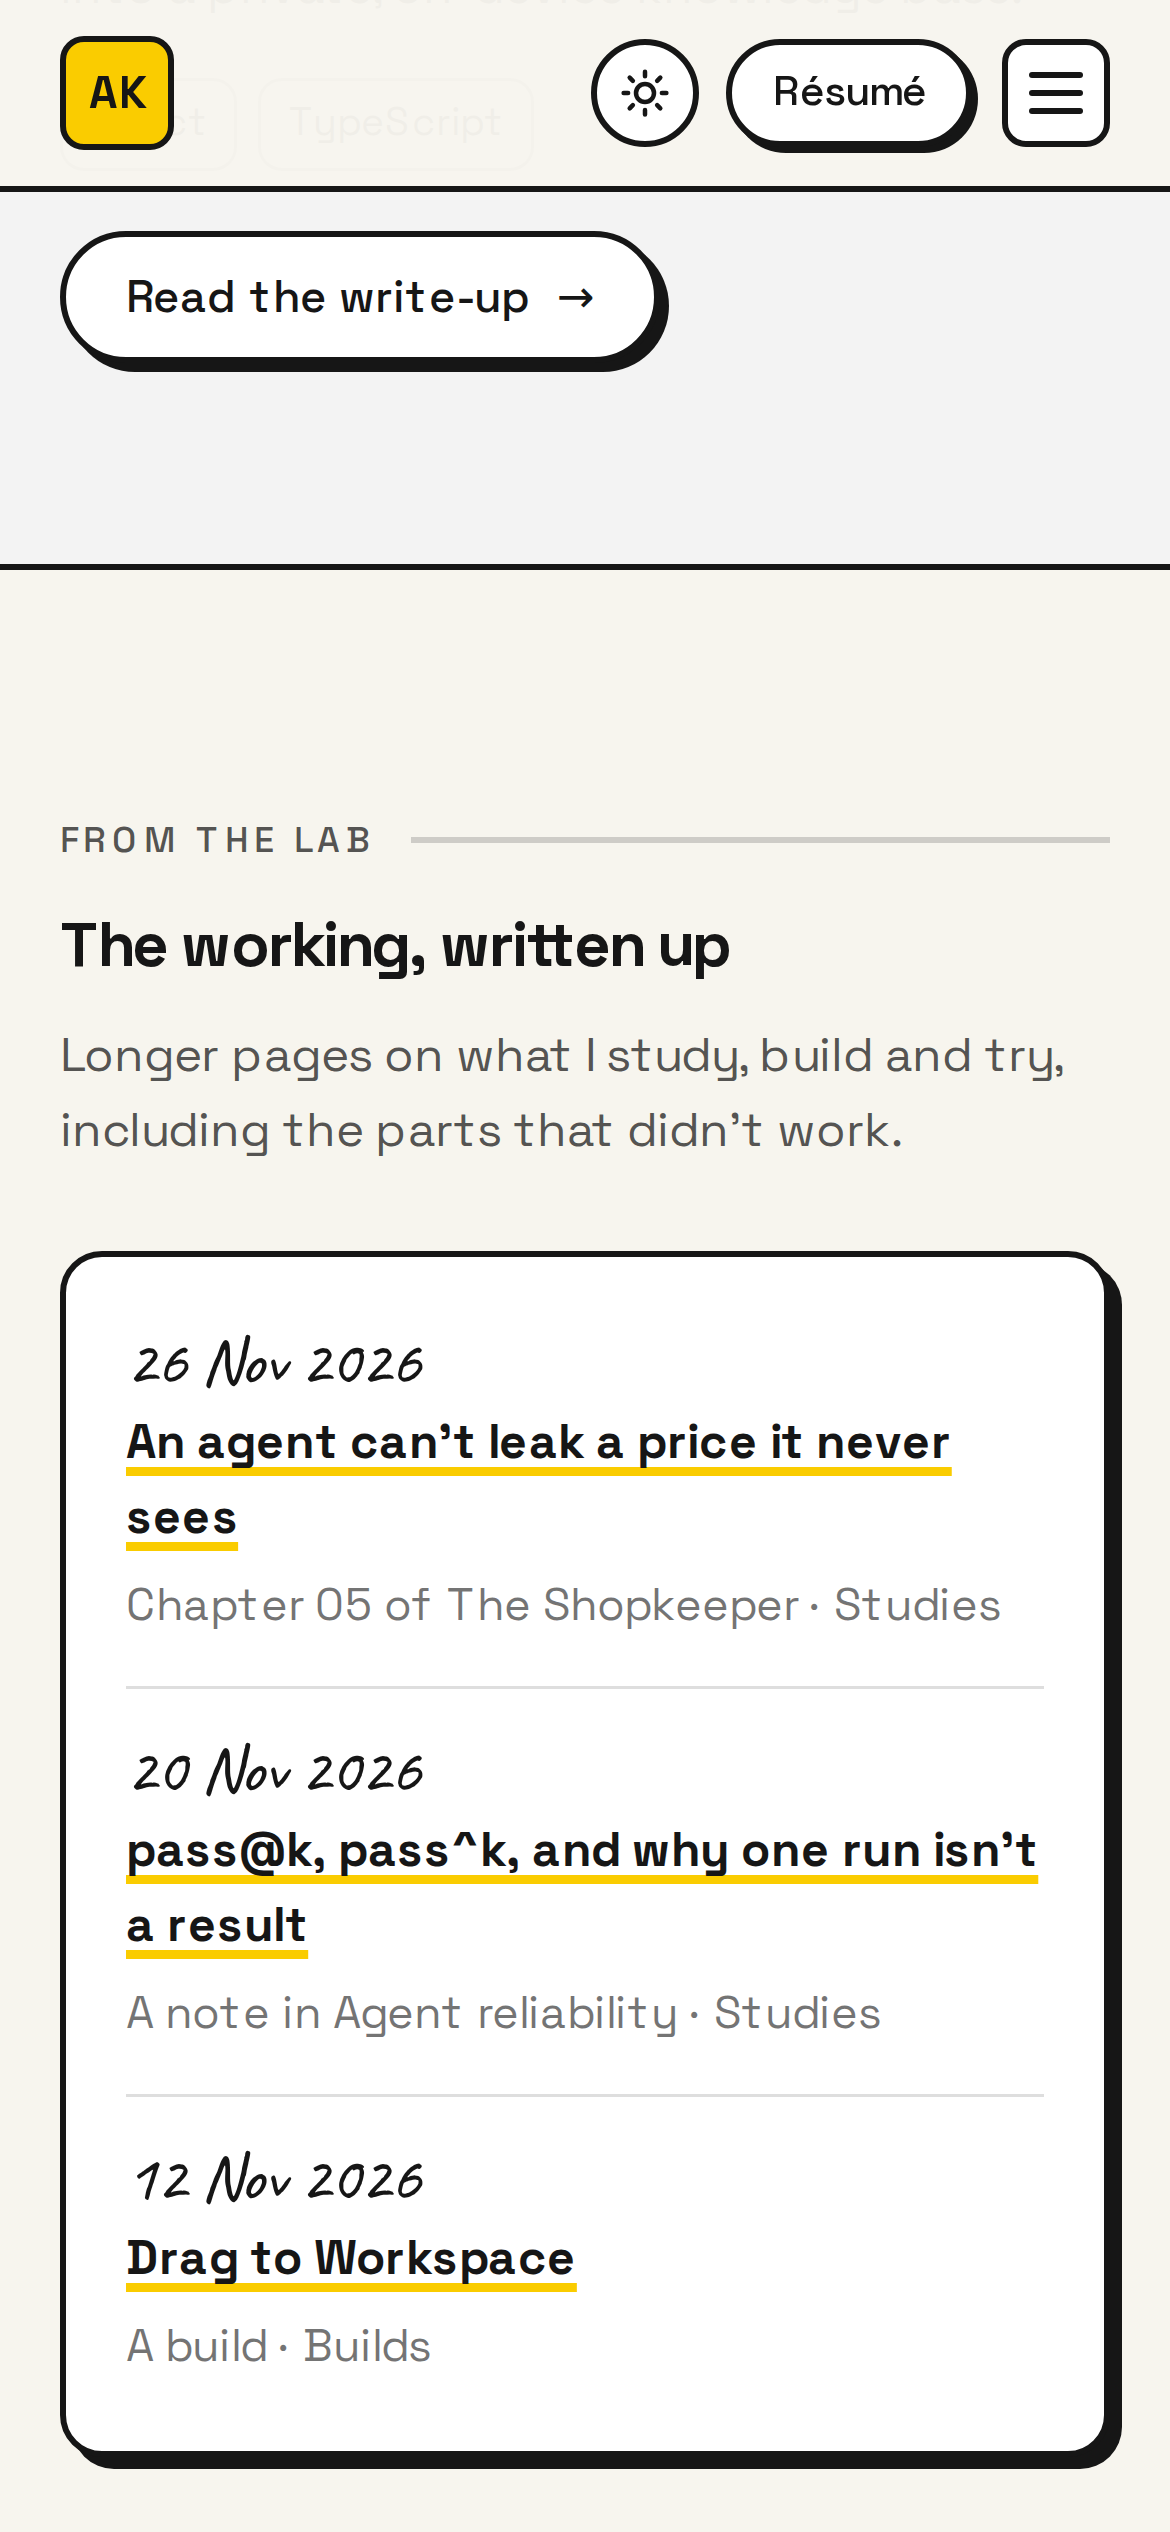 AK
Résumé
TypeScript
Read the write-up →
FROM THE LAB
The working, written up
Longer pages on what I study, build and try,
including the parts that didn’t work.
26 Nov 2026
An agent can’t leak a price it never
sees
Chapter 05 of The Shopkeeper · Studies
20 Nov 2026
pass@k, pass^k, and why one run isn’t
a result
A note in Agent reliability · Studies
12 Nov 2026
Drag to Workspace
A build · Builds